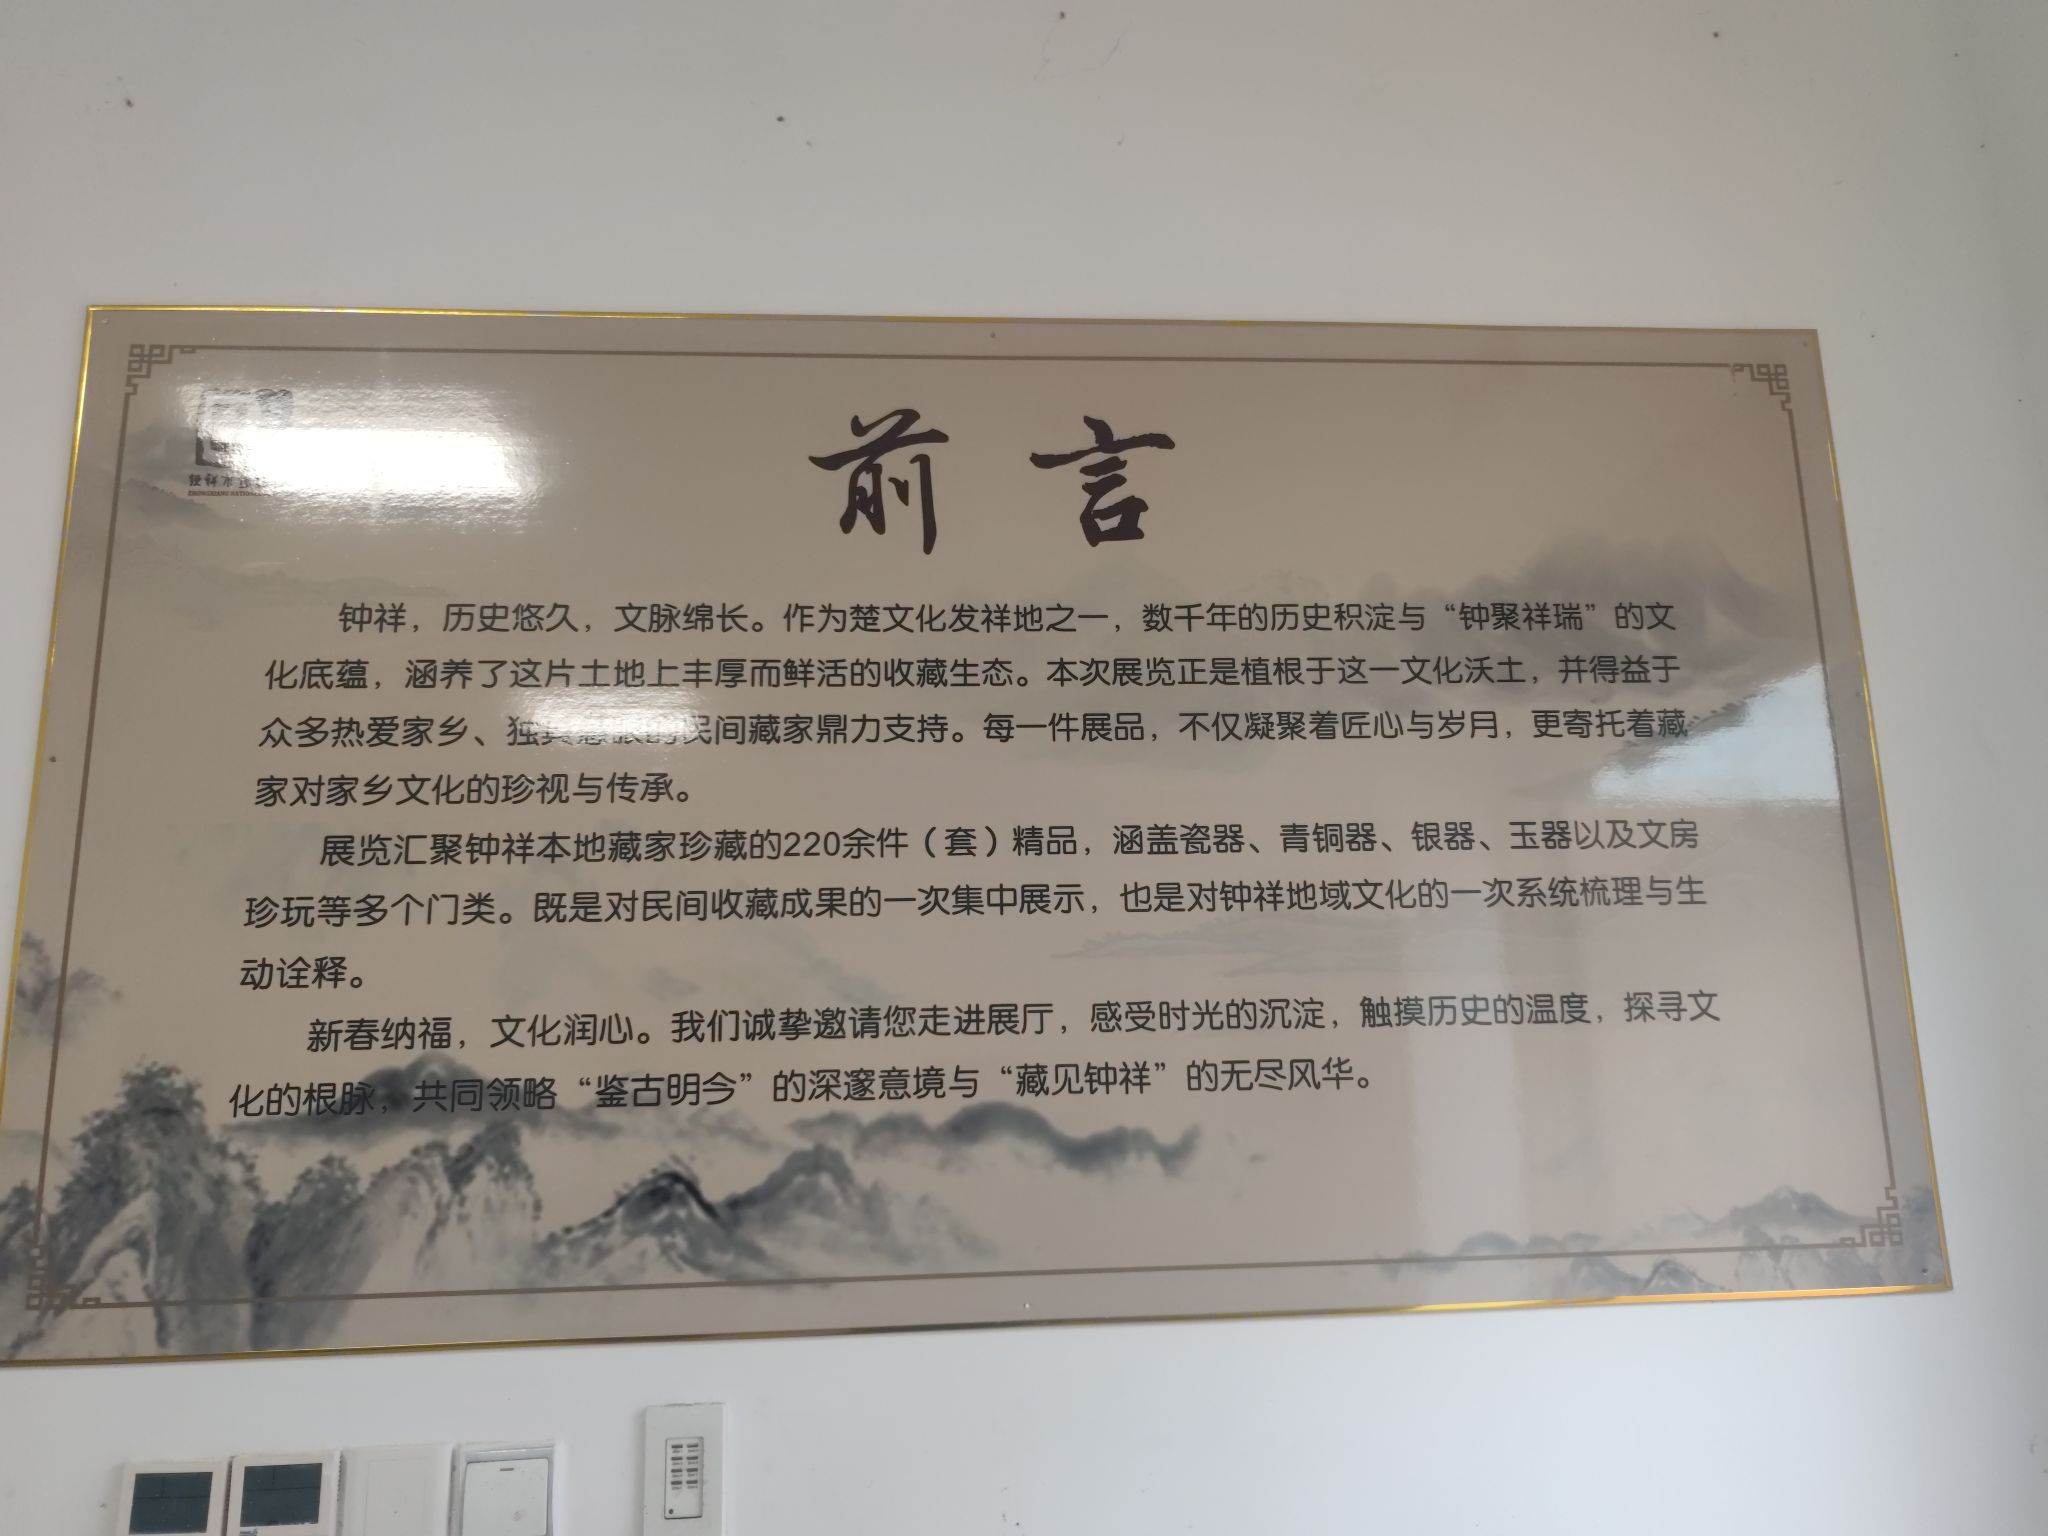 前言
钟祥，历史悠久，文脉绵长。作为楚文化发祥地之一，数千年的历史积淀与“钟聚祥瑞”的文
化底蕴，涵养了这片土地上丰厚而鲜活的收藏生态。本次展览正是植根于这一文化沃土，并得益于
众多热爱家乡、独具慧眼的民间藏家鼎力支持。每一件展品，不仅凝聚着匠心与岁月，更寄托着藏
家对家乡文化的珍视与传承。
展览汇聚钟祥本地藏家珍藏的220余件（套）精品，涵盖瓷器、青铜器、银器、玉器以及文房
珍玩等多个门类。既是对民间收藏成果的一次集中展示，也是对钟祥地域文化的一次系统梳理与生
动诠释。
新春纳福，文化润心。我们诚挚邀请您走进展厅，感受时光的沉淀，触摸历史的温度，探寻文
化的根脉，共同领略“鉴古明今”的深邃意境与“藏见钟祥”的无尽风华。